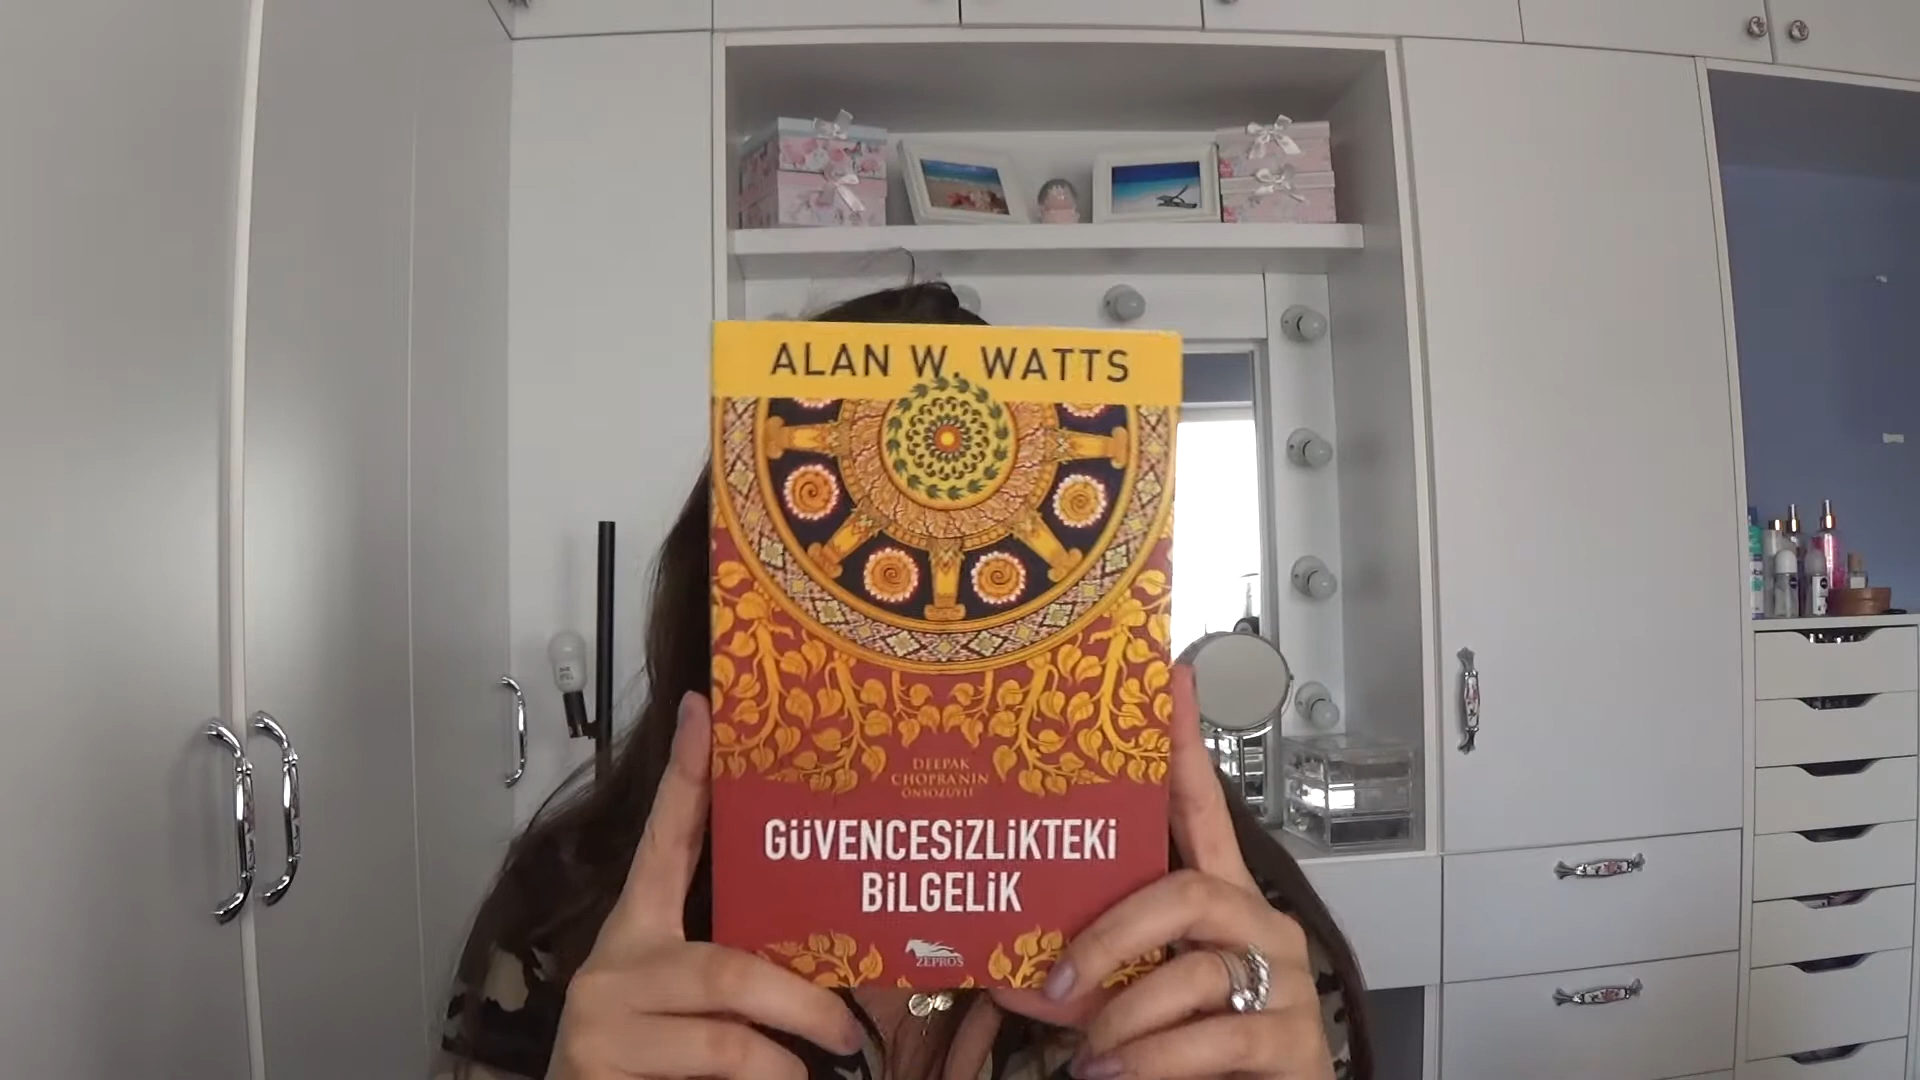 ALAN W. WATTS
DEEPAK
CHOPRA'NIN
ÖNSÖZÜYLE
GÜVENCESİZLİKTEKİ
BİLGELİK
ZEPROS